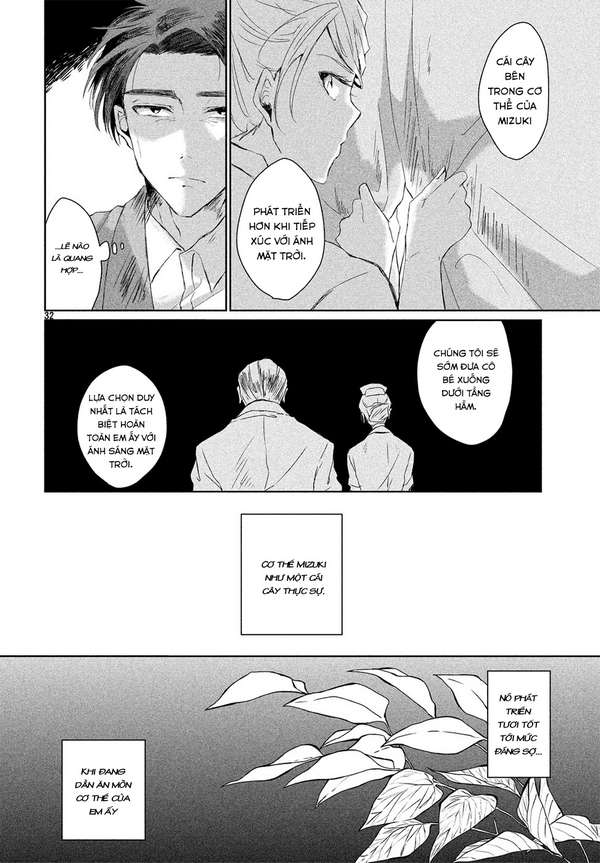 CÁI CÂY
BÊN
TRONG CƠ
THỂ CỦA
MIZUKI
PHÁT TRIỂN
HƠN KHI TIẾP
XÚC VỚI ÁNH
MẶT TRỜI.
...LẼ NÀO
LÀ QUANG
HỢP...
32
CHÚNG TÔI SẼ
SỚM ĐƯA CÔ
BÉ XUỐNG
DƯỚI TẦNG
HẦM.
LỰA CHỌN DUY
NHẤT LÀ TÁCH
BIỆT HOÀN
TOÀN EM ẤY VỚI
ÁNH SÁNG MẶT
TRỜI.
CƠ THỂ MIZUKI
NHƯ MỘT CÁI
CÂY THỰC SỰ.
NÓ PHÁT
TRIỂN
TƯƠI TỐT
TỚI MỨC
ĐÁNG SỢ...
KHI ĐANG
DẦN ĂN MÒN
CƠ THỂ CỦA
EM ẤY